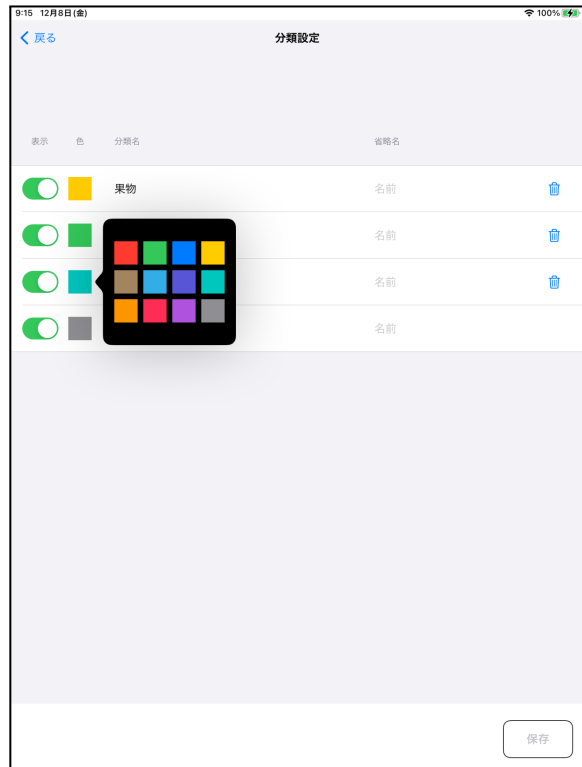 9:15 12月8日(金) 100%
戻る 分類設定
表示 色 分類名 省略名
果物 名前
名前
名前
名前
保存